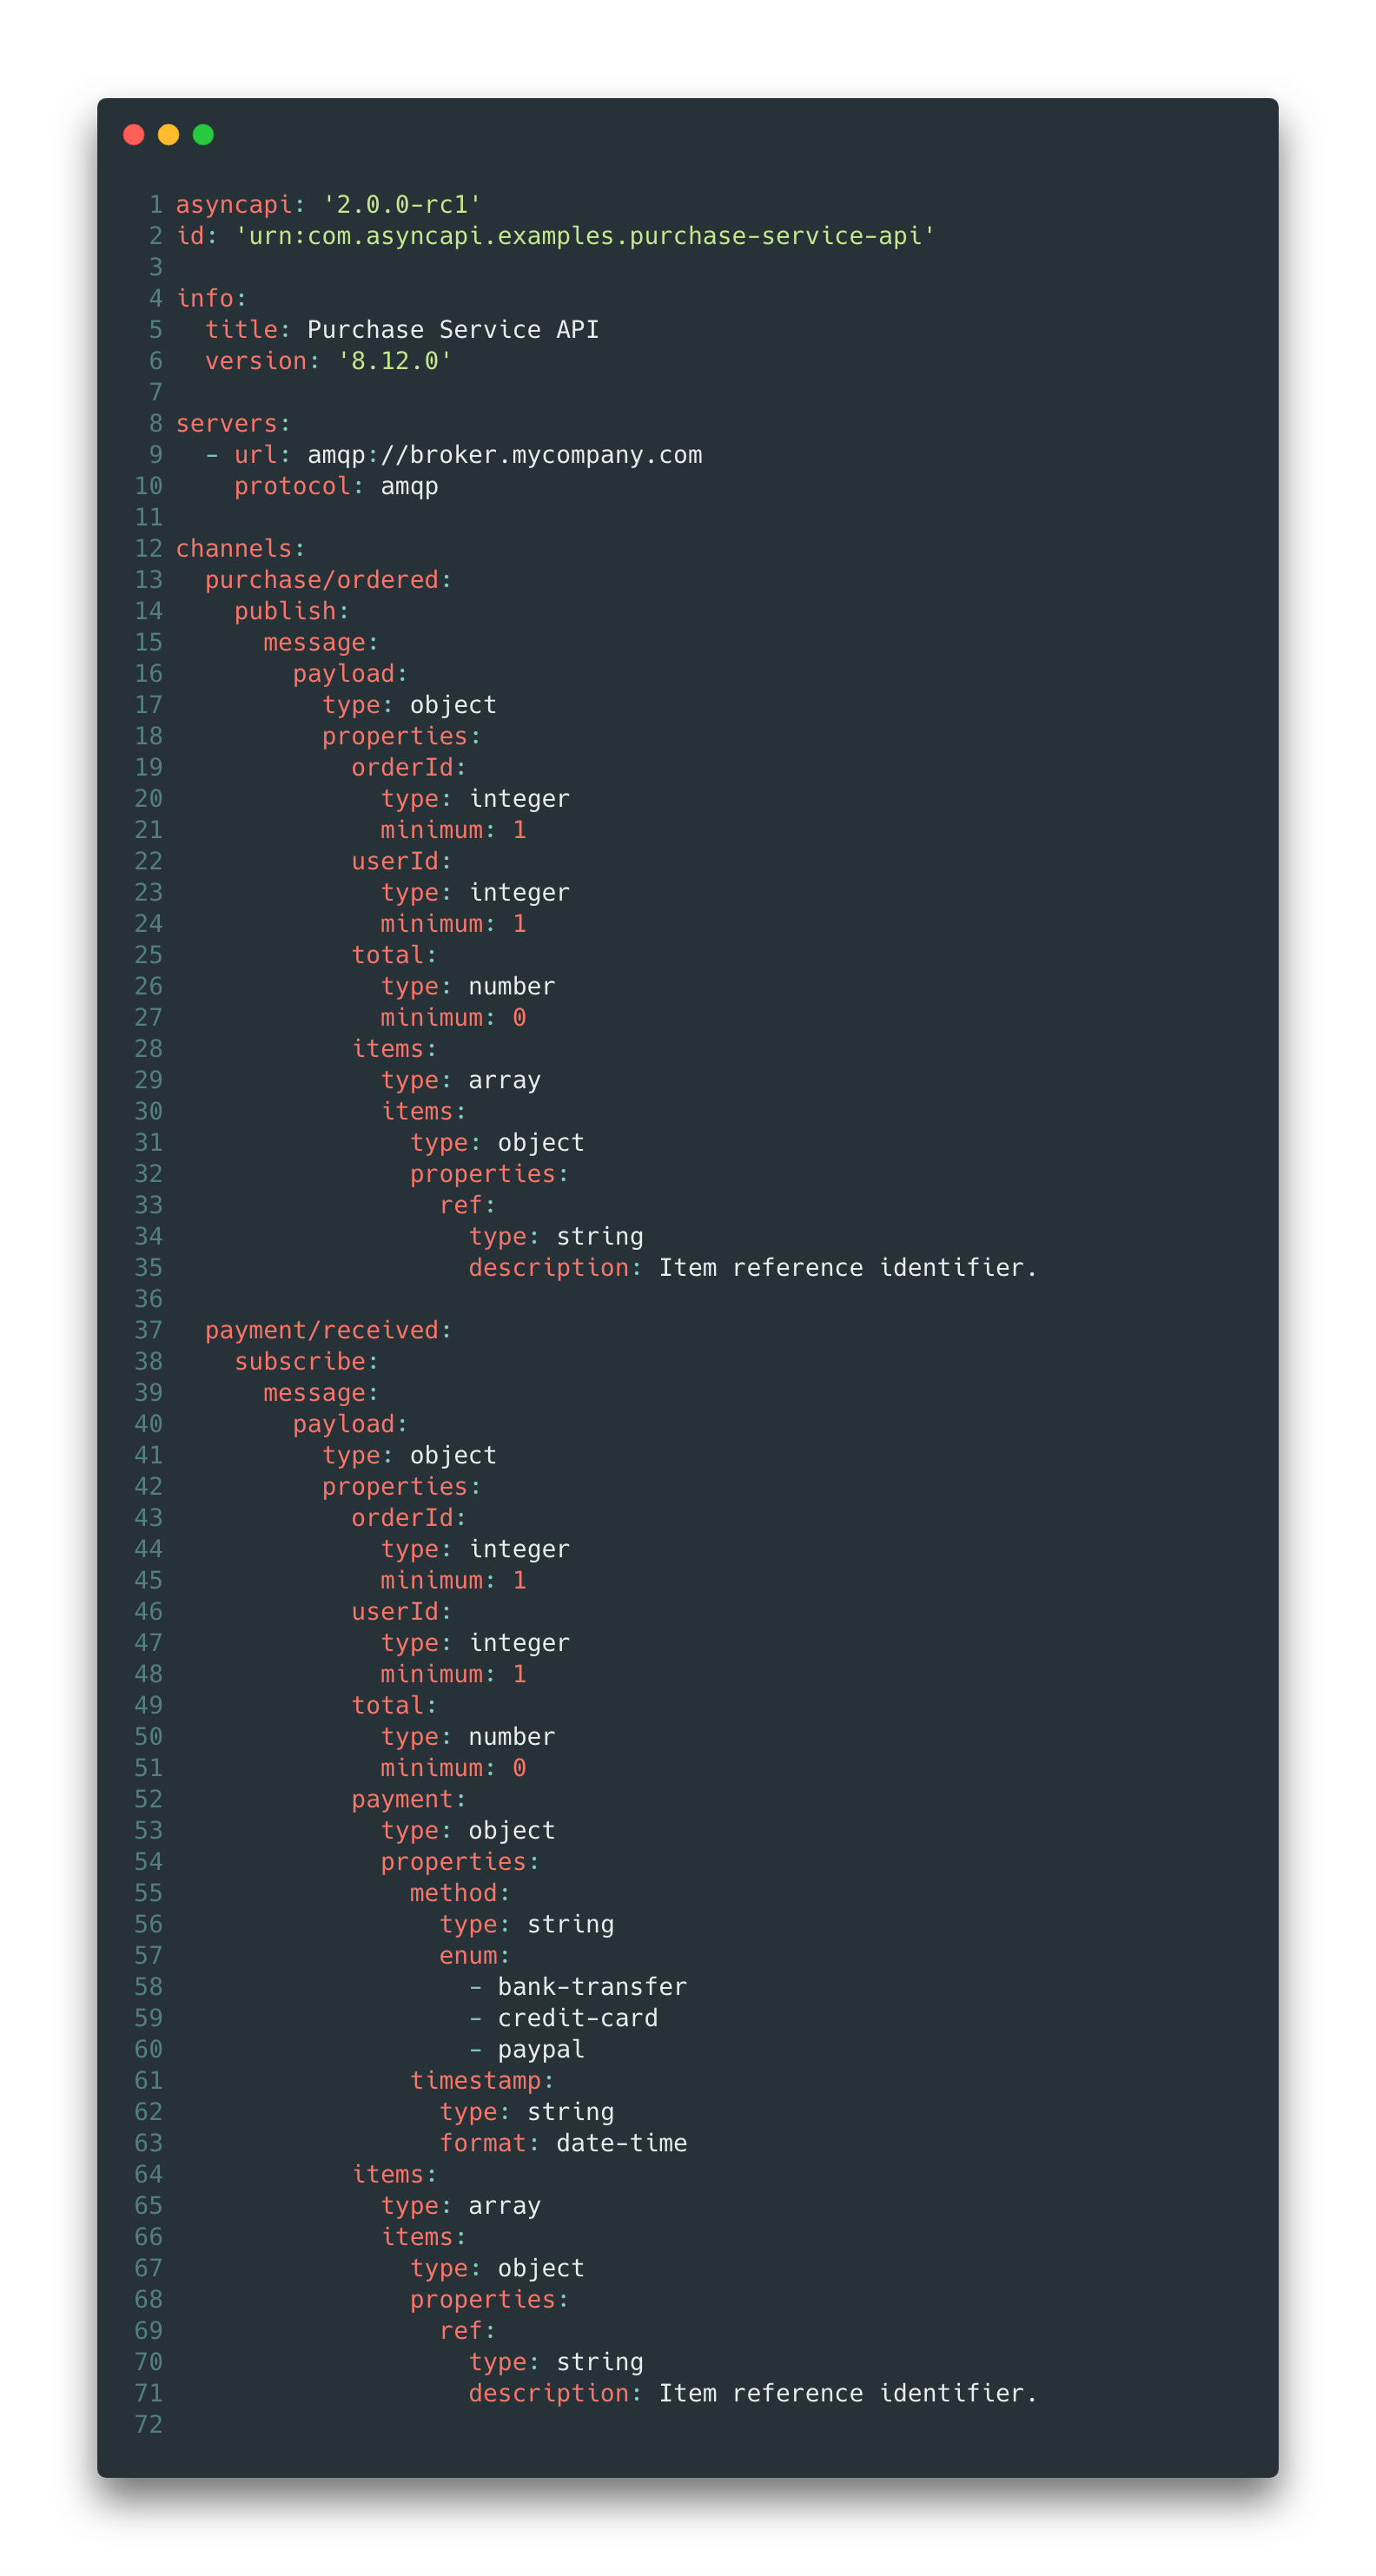 1 asyncapi: '2.0.0-rc1'
2 id: 'urn:com.asyncapi.examples.purchase-service-api'
3
4 info:
5   title: Purchase Service API
6   version: '8.12.0'
7
8 servers:
9   - url: amqp://broker.mycompany.com
10     protocol: amqp
11
12 channels:
13   purchase/ordered:
14     publish:
15       message:
16         payload:
17           type: object
18           properties:
19             orderId:
20               type: integer
21               minimum: 1
22             userId:
23               type: integer
24               minimum: 1
25             total:
26               type: number
27               minimum: 0
28             items:
29               type: array
30               items:
31                 type: object
32                 properties:
33                   ref:
34                     type: string
35                     description: Item reference identifier.
36
37   payment/received:
38     subscribe:
39       message:
40         payload:
41           type: object
42           properties:
43             orderId:
44               type: integer
45               minimum: 1
46             userId:
47               type: integer
48               minimum: 1
49             total:
50               type: number
51               minimum: 0
52             payment:
53               type: object
54               properties:
55                 method:
56                   type: string
57                   enum:
58                     - bank-transfer
59                     - credit-card
60                     - paypal
61                 timestamp:
62                   type: string
63                   format: date-time
64             items:
65               type: array
66               items:
67                 type: object
68                 properties:
69                   ref:
70                     type: string
71                     description: Item reference identifier.
72